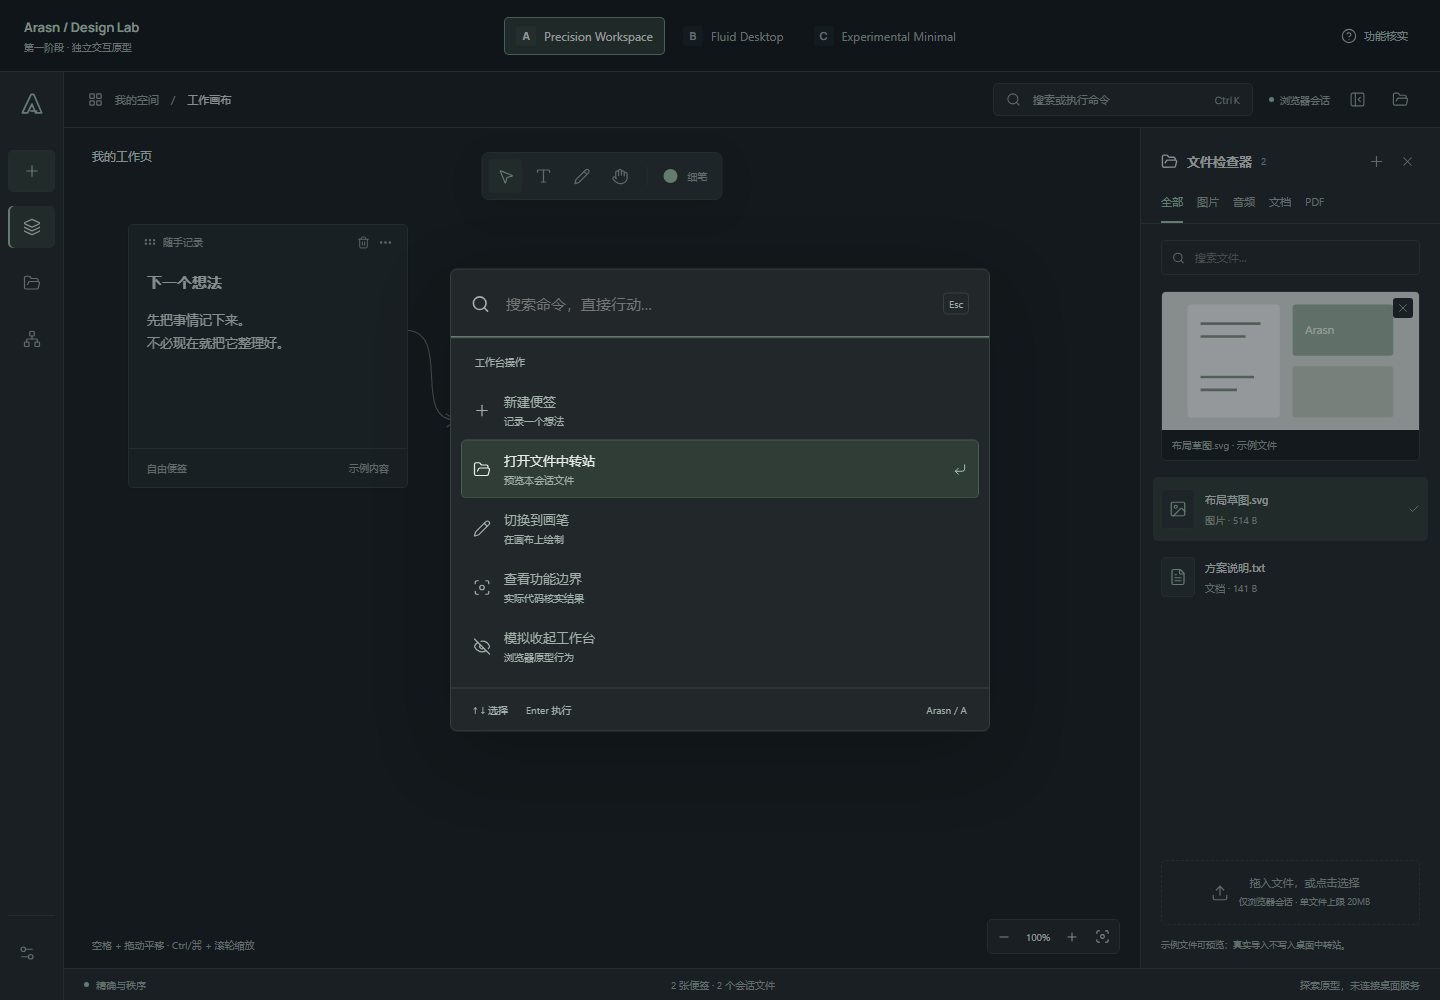 Arasn / Design Lab
第一阶段 · 独立交互原型
A Precision Workspace
B Fluid Desktop
C Experimental Minimal
功能核实
我的空间 / 工作画布
搜索或执行命令 Ctrl K
浏览器会话
我的工作页
细笔
随手记录
下一个想法
先把事情记下来。
不必现在就把它整理好。
自由便签 示例内容
搜索命令，直接行动... Esc
工作台操作
新建便签
记录一个想法
打开文件中转站
预览本会话文件
切换到画笔
在画布上绘制
查看功能边界
实际代码核实结果
模拟收起工作台
浏览器原型行为
↑↓选择 Enter 执行 Arasn / A
文件检查器 2
全部 图片 音频 文档 PDF
搜索文件...
Arasn
布局草图.svg · 示例文件
布局草图.svg
图片 · 514 B
方案说明.txt
文档 · 141 B
拖入文件，或点击选择
仅浏览器会话 · 单文件上限 20MB
示例文件可预览；真实导入不写入桌面中转站。
空格 + 拖动平移 · Ctrl/⌘ + 滚轮缩放
100%
精确与秩序
2 张便签 · 2 个会话文件
探索原型，未连接桌面服务